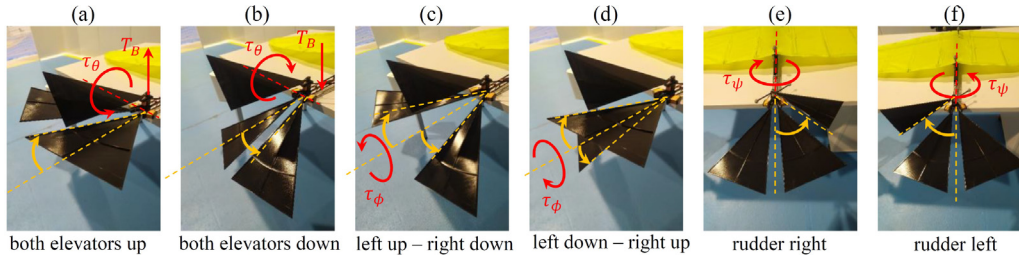 (a) (b) (c) (d) (e) (f)
T_B τ_θ
τ_θ T_B
τ_ϕ
τ_ϕ
τ_ψ
τ_ψ
both elevators up
both elevators down
left up – right down
left down – right up
rudder right
rudder left